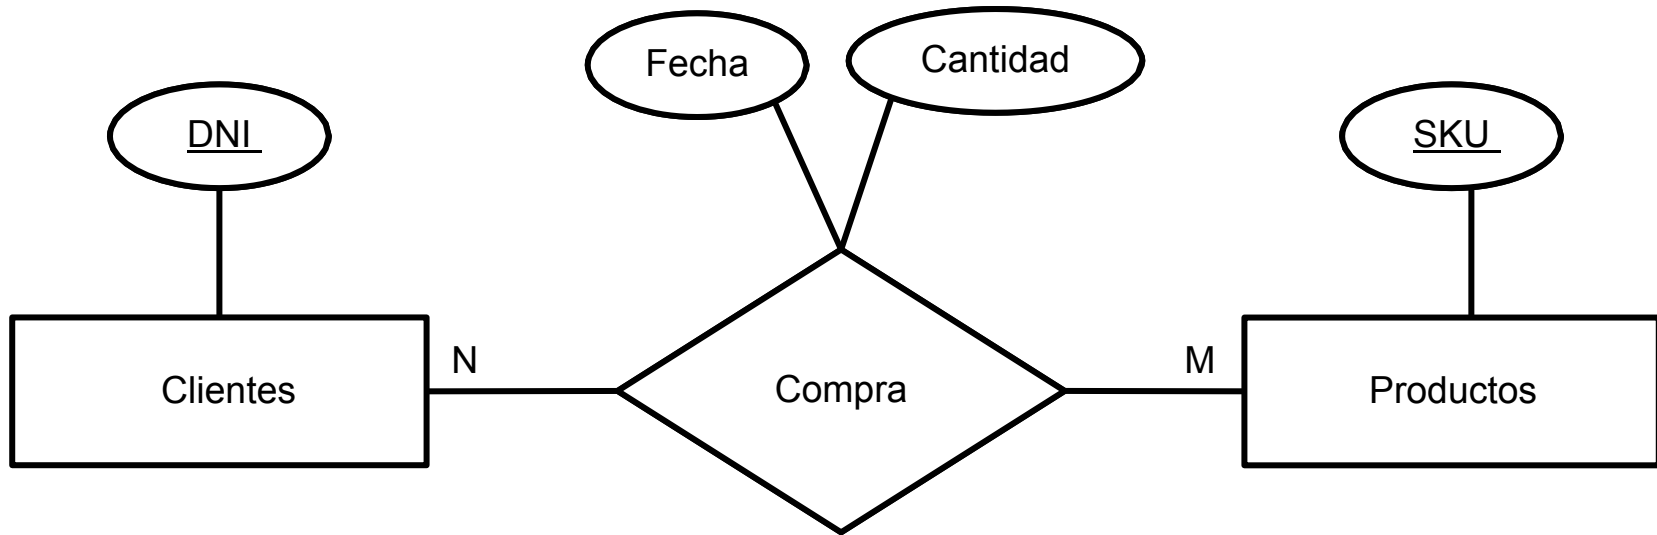 Fecha
Cantidad
DNI
SKU
Clientes
N
Compra
M
Productos